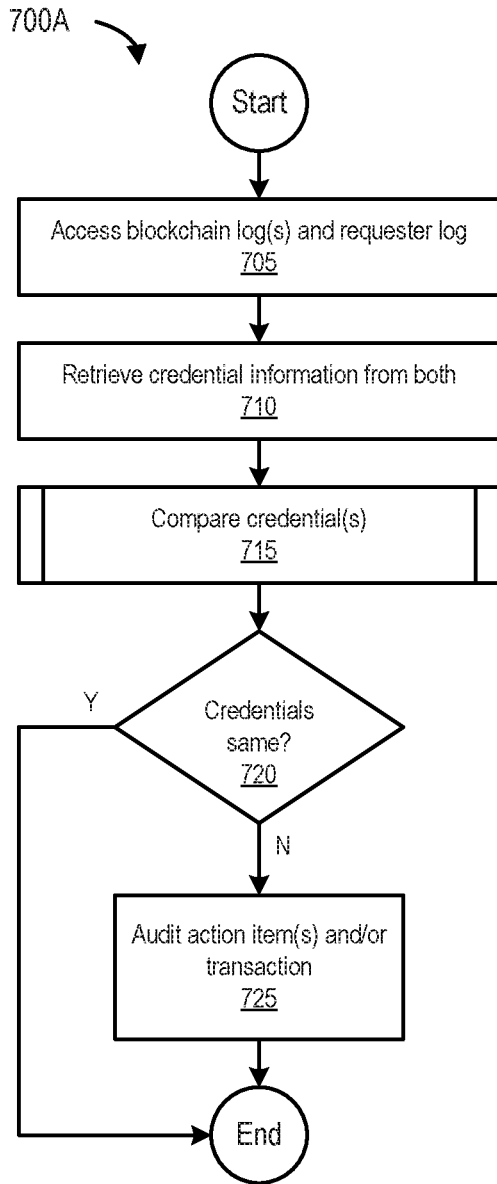 700A
Start
Access blockchain log(s) and requester log
705
Retrieve credential information from both
710
Compare credential(s)
715
Y
Credentials
same?
720
N
Audit action item(s) and/or
transaction
725
End